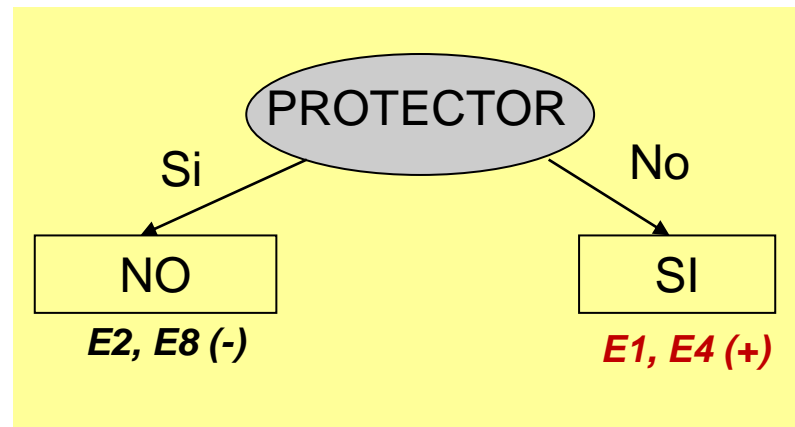 PROTECTOR
Si
No
NO
SI
E2, E8 (-)
E1, E4 (+)